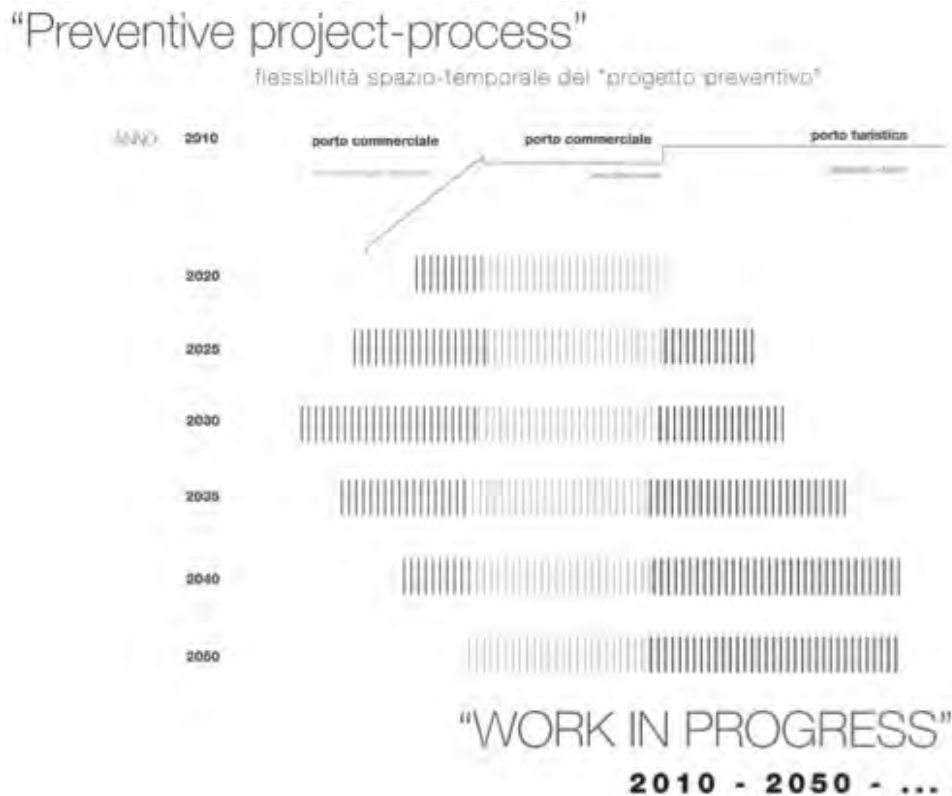 "Preventive project-process"
flessibilità spazio-temporale del "progetto preventivo"
ANNO 2010 porto commerciale porto commerciale porto turistico
2020
2025
2030
2035
2040
2050
"WORK IN PROGRESS"
2010 - 2050 - ...